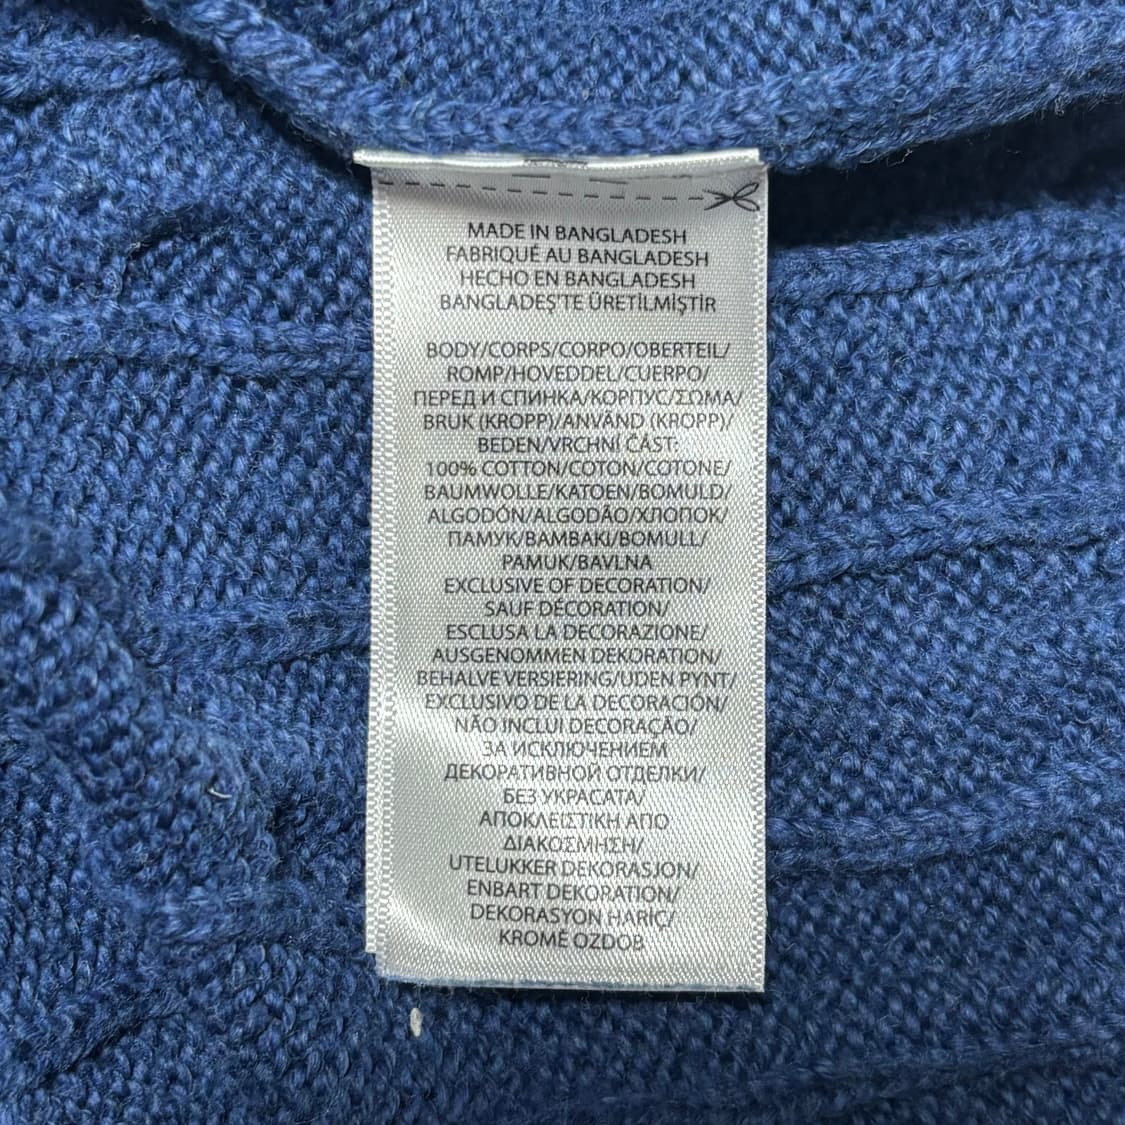 MADE IN BANGLADESH
FABRIQUÉ AU BANGLADESH
HECHO EN BANGLADESH
BANGLADEŞ'TE ÜRETİLMİŞTİR
BODY/CORPS/CORPO/OBERTEIL/
ROMP/HOVEDDEL/CUERPO/
ПЕРЕД И СПИНКА/КОРПУС/ΣΩΜΑ/
BRUK (KROPP)/ANVÄND (KROPP)/
BEDEN/VRCHNÍ ČÁST:
100% COTTON/COTON/COTONE/
BAUMWOLLE/KATOEN/BOMULD/
ALGODÓN/ALGODÃO/ХЛОПОК/
ПАМУК/ΒΑΜΒΑΚΙ/BOMULL/
PAMUK/BAVLNA
EXCLUSIVE OF DECORATION/
SAUF DÉCORATION/
ESCLUSA LA DECORAZIONE/
AUSGENOMMEN DEKORATION/
BEHALVE VERSIERING/UDEN PYNT/
EXCLUSIVO DE LA DECORACIÓN/
NÃO INCLUI DECORAÇÃO/
ЗА ИСКЛЮЧЕНИЕМ
ДЕКОРАТИВНОЙ ОТДЕЛКИ/
БЕЗ УКРАСАТА/
ΑΠΟΚΛΕΙΣΤΙΚΗ ΑΠΟ
ΔΙΑΚΟΣΜΗΣΗ/
UTELUKKER DEKORASJON/
ENBART DEKORATION/
DEKORASYON HARİÇ/
KROMĚ OZDOB